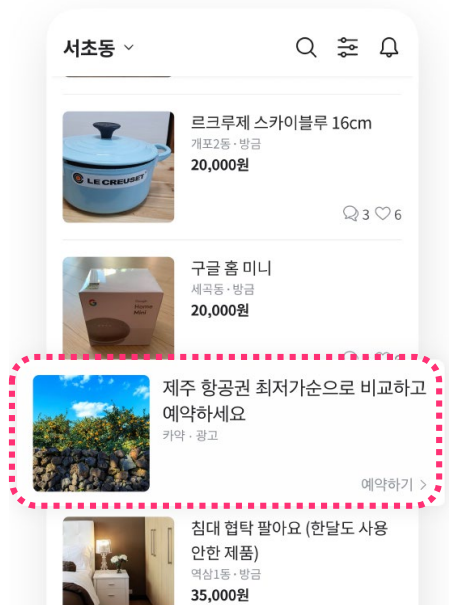 서초동
르크루제 스카이블루 16cm
개포2동 · 방금
20,000원
LE CREUSET
3 6
구글 홈 미니
세곡동 · 방금
20,000원
Home
Mini
제주 항공권 최저가순으로 비교하고
예약하세요
카약 · 광고
예약하기 >
침대 협탁 팔아요 (한달도 사용
안한 제품)
역삼1동 · 방금
35,000원